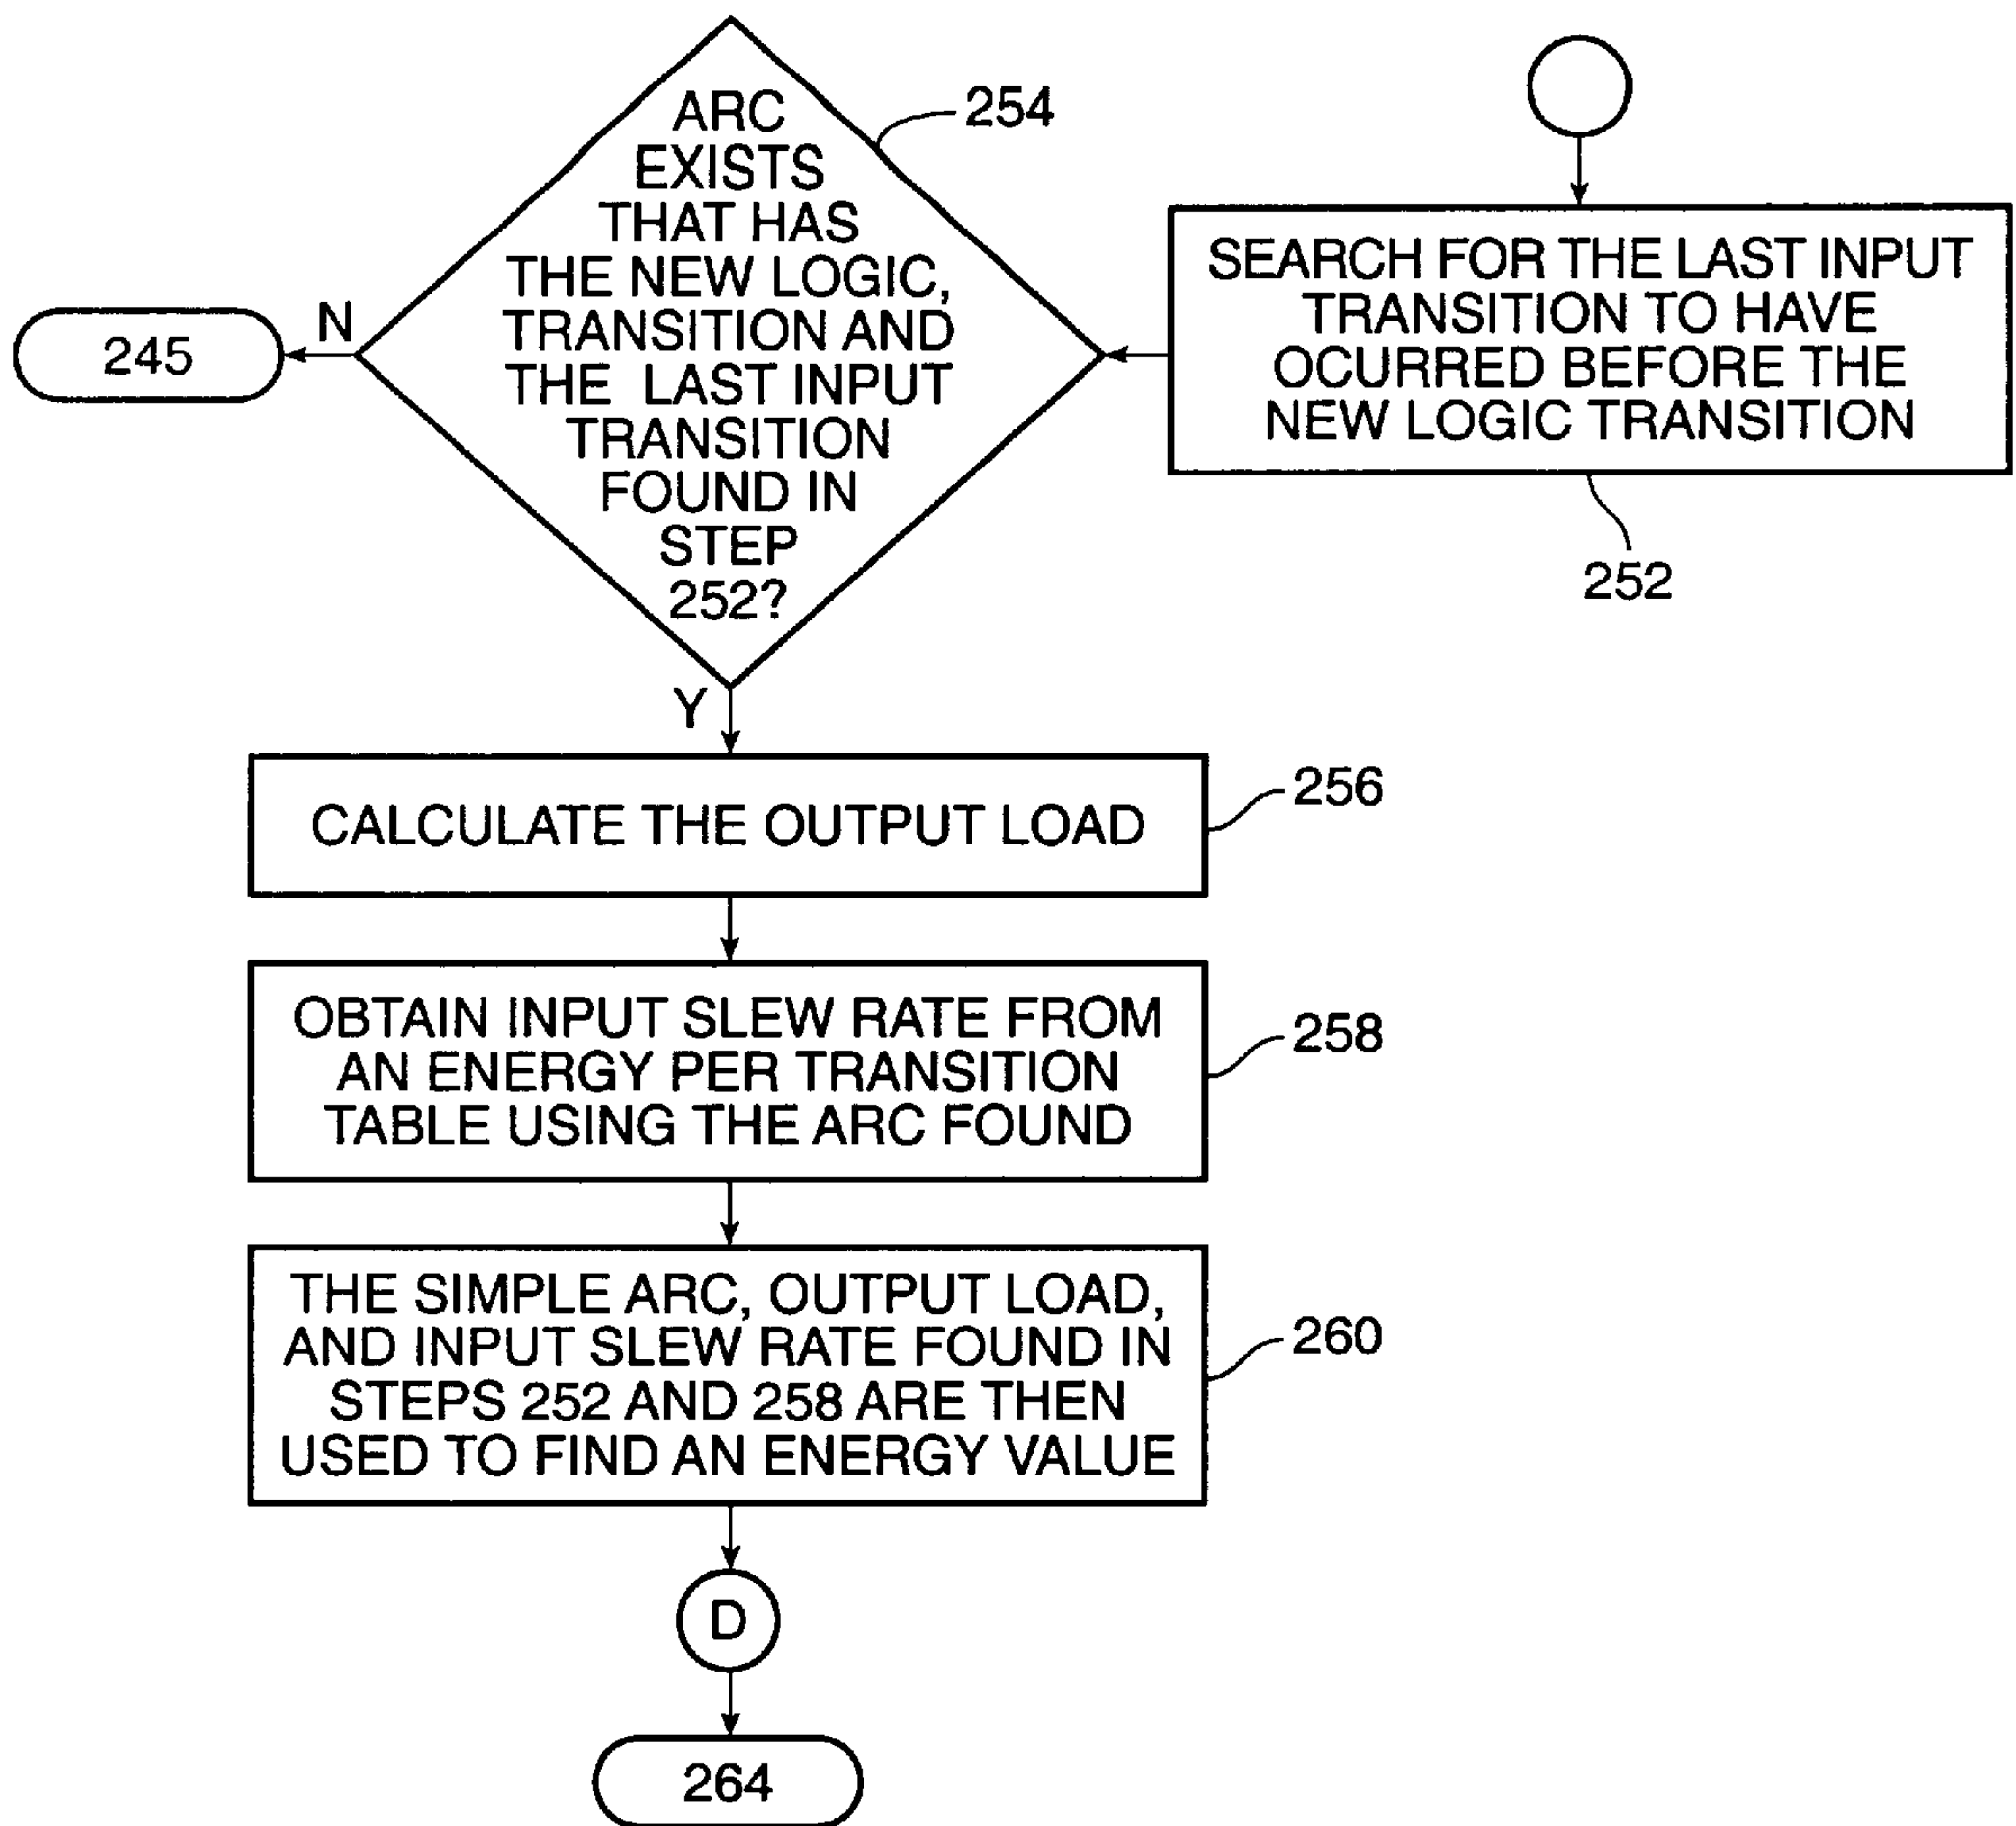 ARC
EXISTS
THAT HAS
THE NEW LOGIC,
TRANSITION AND
THE LAST INPUT
TRANSITION
FOUND IN
STEP
252?
254
SEARCH FOR THE LAST INPUT
TRANSITION TO HAVE
OCURRED BEFORE THE
NEW LOGIC TRANSITION
252
N
245
Y
CALCULATE THE OUTPUT LOAD
256
OBTAIN INPUT SLEW RATE FROM
AN ENERGY PER TRANSITION
TABLE USING THE ARC FOUND
258
THE SIMPLE ARC, OUTPUT LOAD,
AND INPUT SLEW RATE FOUND IN
STEPS 252 AND 258 ARE THEN
USED TO FIND AN ENERGY VALUE
260
D
264